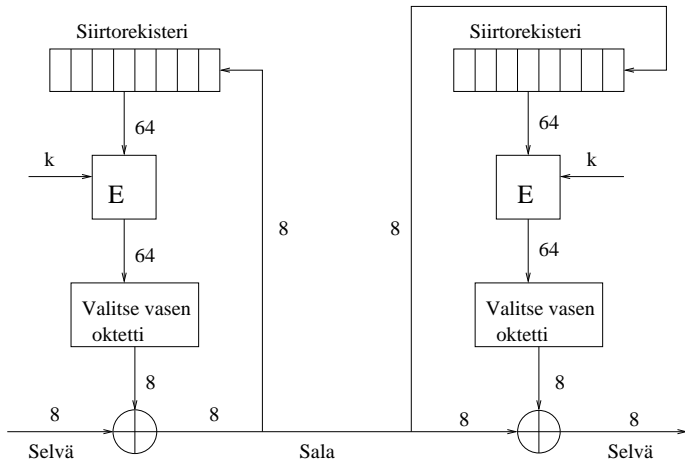 Siirtorekisteri
Siirtorekisteri
64
64
k
k
E
E
8
8
64
64
Valitse vasen
oktetti
Valitse vasen
oktetti
8
8
8
8
8
8
Selvä
Sala
Selvä